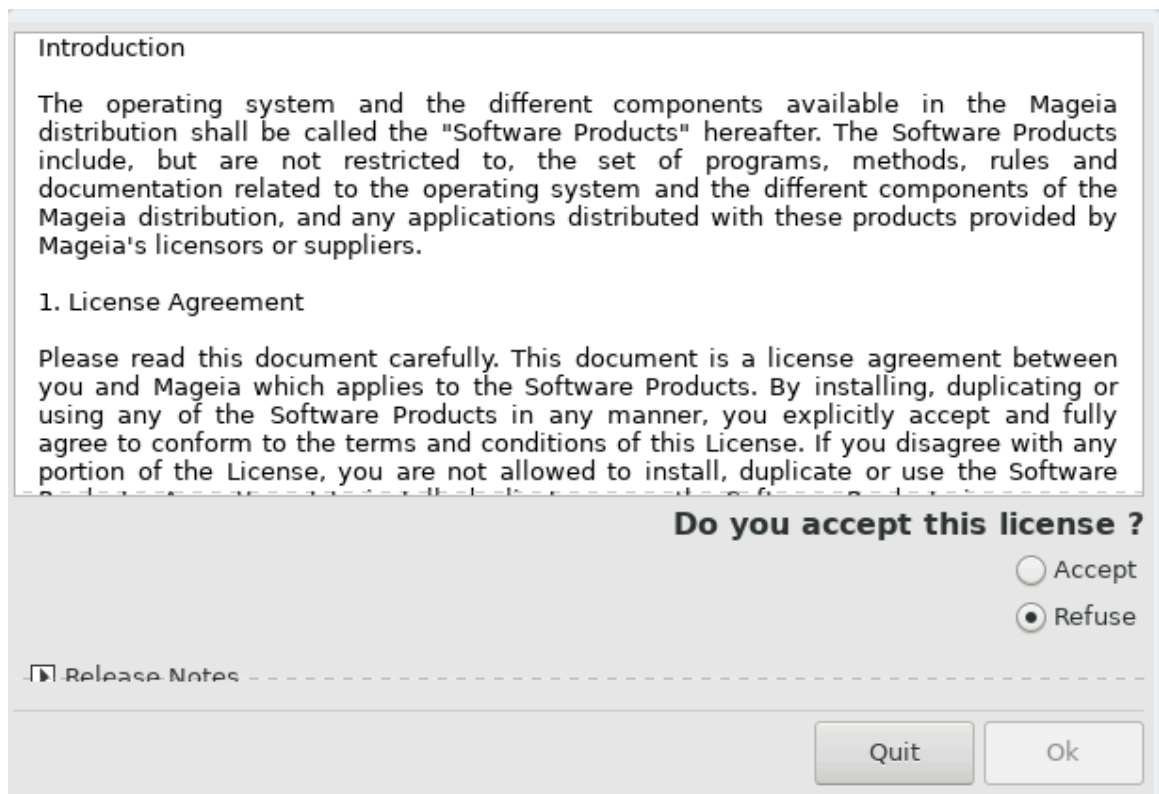 Introduction
The operating system and the different components available in the Mageia
distribution shall be called the "Software Products" hereafter. The Software Products
include, but are not restricted to, the set of programs, methods, rules and
documentation related to the operating system and the different components of the
Mageia distribution, and any applications distributed with these products provided by
Mageia's licensors or suppliers.
1. License Agreement
Please read this document carefully. This document is a license agreement between
you and Mageia which applies to the Software Products. By installing, duplicating or
using any of the Software Products in any manner, you explicitly accept and fully
agree to conform to the terms and conditions of this License. If you disagree with any
portion of the License, you are not allowed to install, duplicate or use the Software
Do you accept this license ?
Accept
Refuse
Release Notes
Quit
Ok